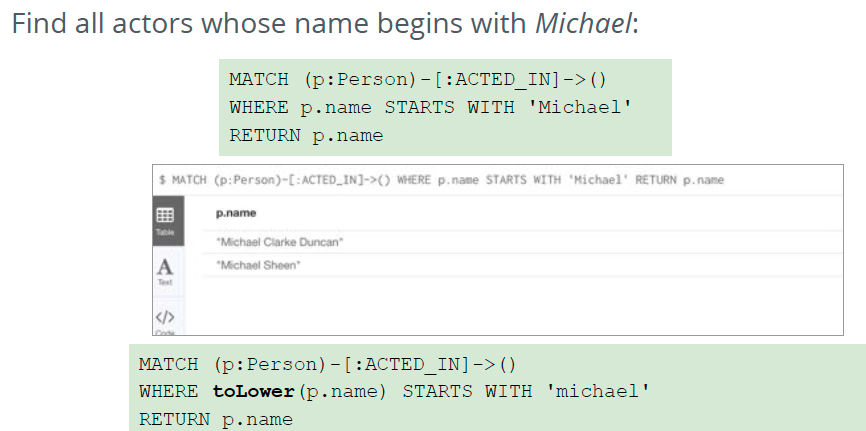 Find all actors whose name begins with Michael:
MATCH (p:Person)-[:ACTED_IN]->()
WHERE p.name STARTS WITH 'Michael'
RETURN p.name
$ MATCH (p:Person)-[:ACTED_IN]->() WHERE p.name STARTS WITH 'Michael' RETURN p.name
p.name
Table
"Michael Clarke Duncan"
"Michael Sheen"
A
Text
</>
Code
MATCH (p:Person)-[:ACTED_IN]->()
WHERE toLower(p.name) STARTS WITH 'michael'
RETURN p.name